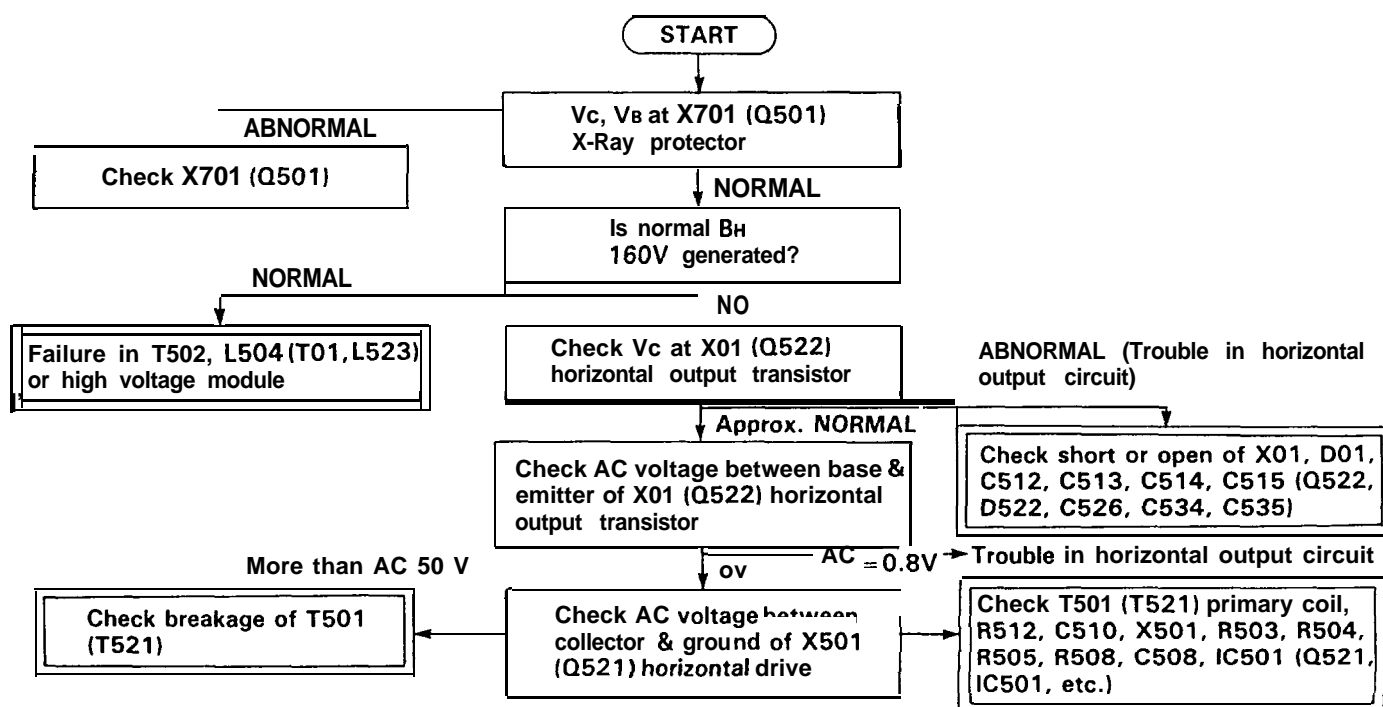 START
Vc, VB at X701 (Q501)
X-Ray protector
ABNORMAL
Check X701 (Q501)
NORMAL
Is normal BH
160V generated?
NORMAL
NO
Failure in T502, L504 (T01, L523)
or high voltage module
Check Vc at X01 (Q522)
horizontal output transistor
ABNORMAL (Trouble in horizontal
output circuit)
Approx. NORMAL
Check short or open of X01, D01,
C512, C513, C514, C515 (Q522,
D522, C526, C534, C535)
Check AC voltage between base &
emitter of X01 (Q522) horizontal
output transistor
AC = 0.8V
Trouble in horizontal output circuit
ov
More than AC 50 V
Check breakage of T501
(T521)
Check AC voltage between
collector & ground of X501
(Q521) horizontal drive
Check T501 (T521) primary coil,
R512, C510, X501, R503, R504,
R505, R508, C508, IC501 (Q521,
IC501, etc.)